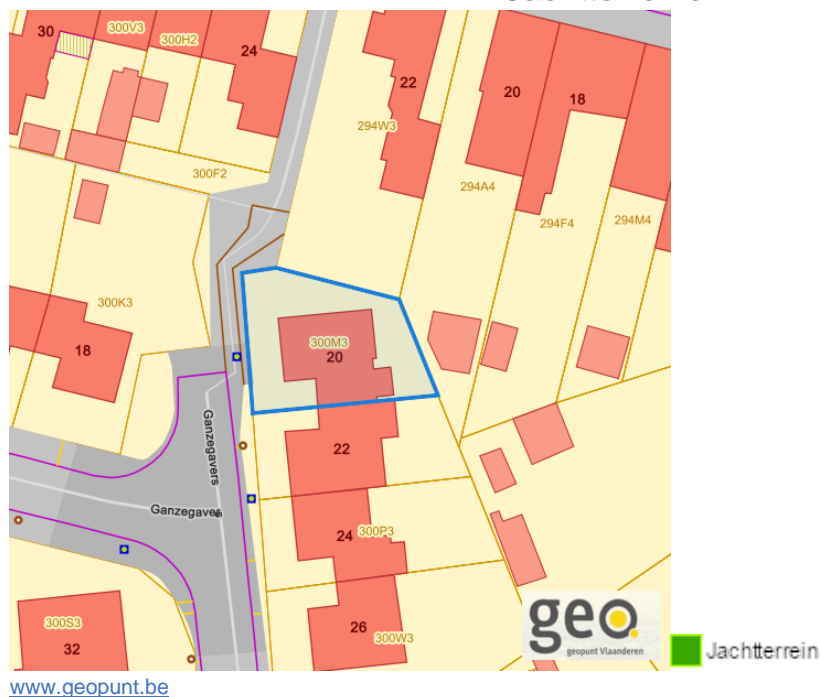 30
300V3
300H2
24
22
20
18
294W3
300F2
294A4
294F4
294M4
300K3
300M3
20
18
Ganzegavers
22
Ganzegavers
24
300P3
300S3
32
26
300W3
geo
geopunt Vlaanderen
Jachtterrein
www.geopunt.be